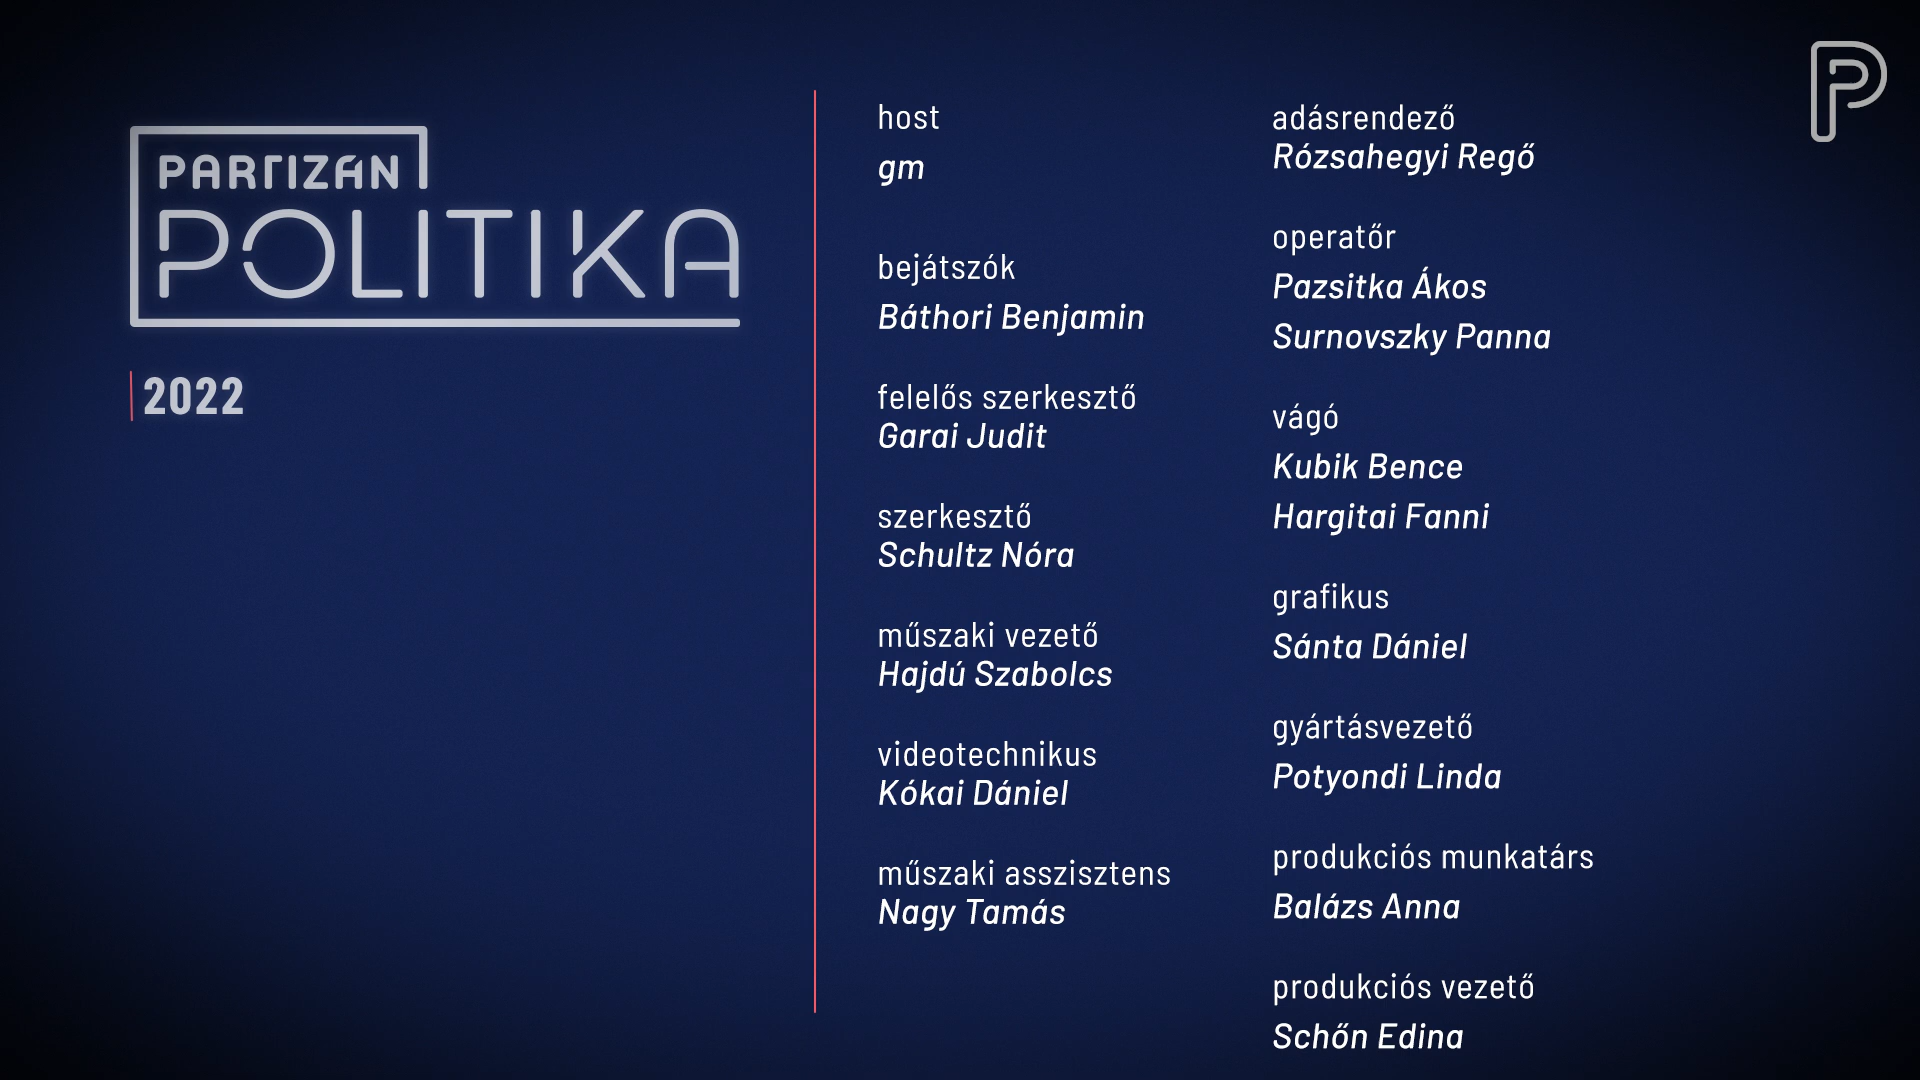 PARTIZÁN
POLITIKA
2022
host
gm
bejátszók
Báthori Benjamin
felelős szerkesztő
Garai Judit
szerkesztő
Schultz Nóra
műszaki vezető
Hajdú Szabolcs
videotechnikus
Kókai Dániel
műszaki asszisztens
Nagy Tamás
adásrendező
Rózsahegyi Regő
operatőr
Pazsitka Ákos
Surnovszky Panna
vágó
Kubik Bence
Hargitai Fanni
grafikus
Sánta Dániel
gyártásvezető
Potyondi Linda
produkciós munkatárs
Balázs Anna
produkciós vezető
Schőn Edina
P